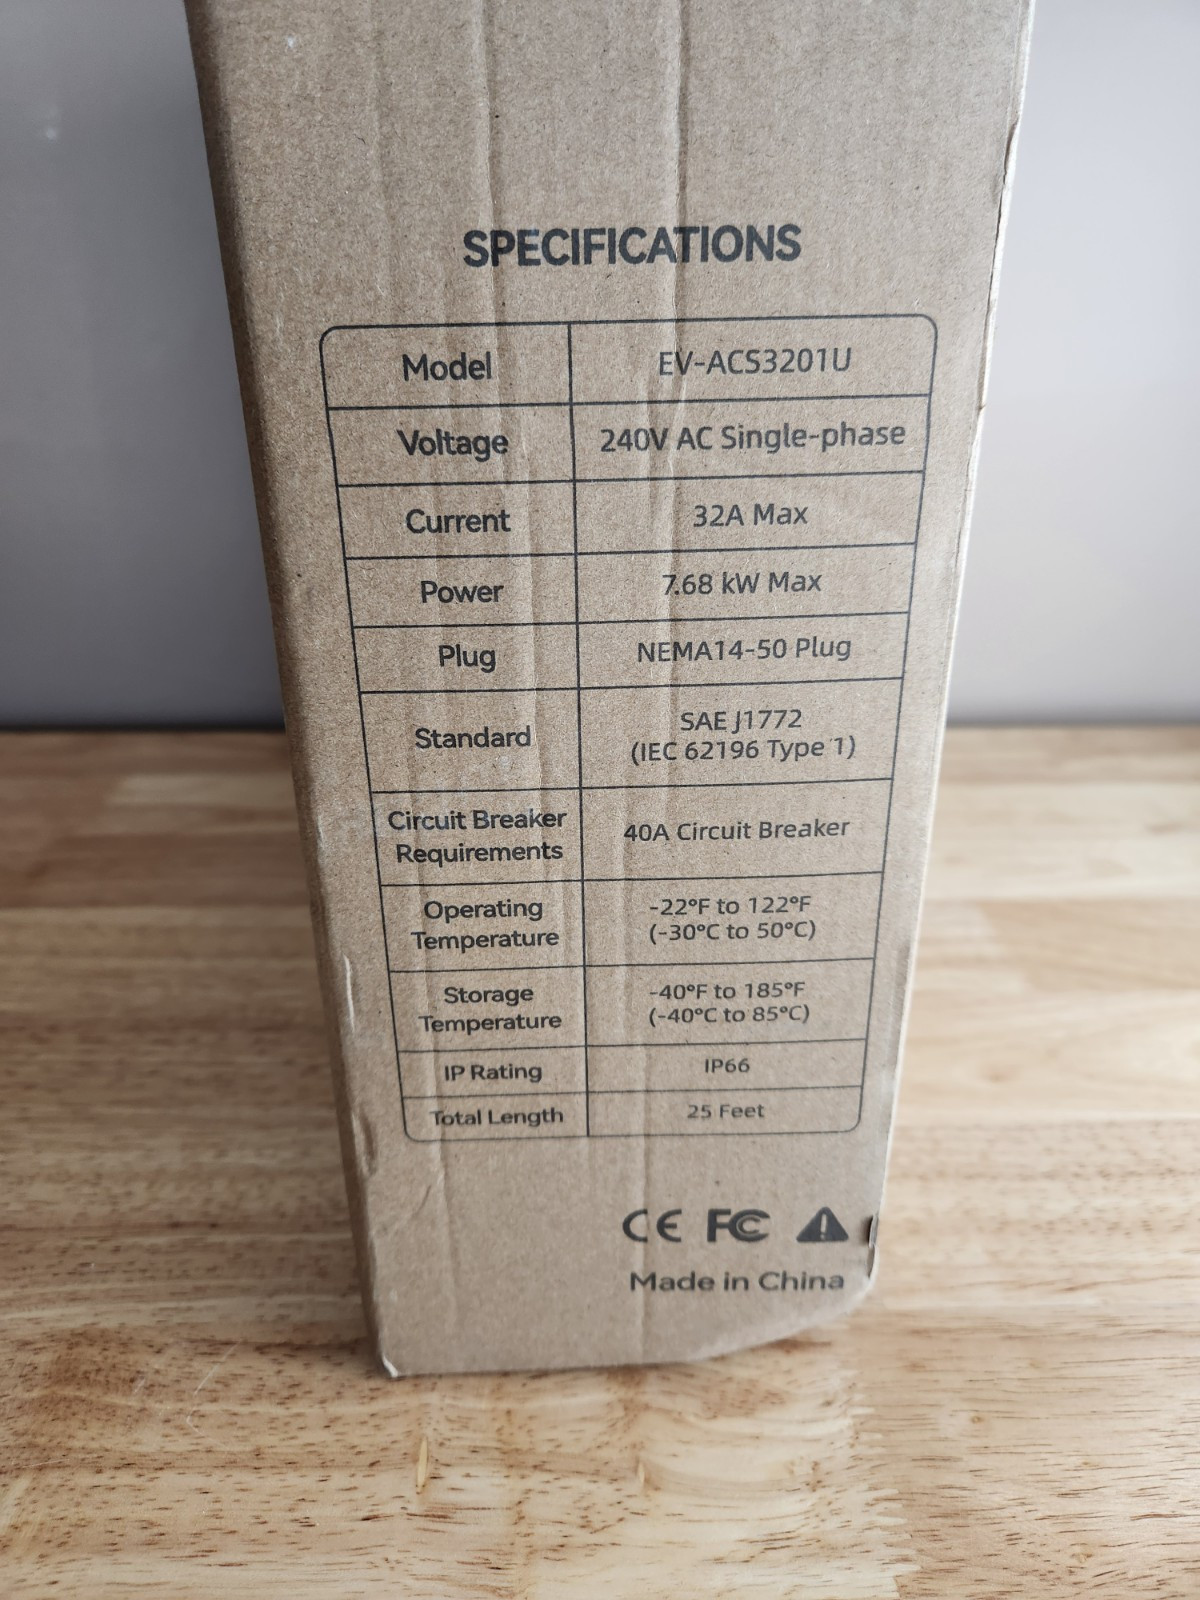 SPECIFICATIONS
Model EV-ACS3201U
Voltage 240V AC Single-phase
Current 32A Max
Power 7.68 kW Max
Plug NEMA14-50 Plug
Standard SAE J1772
(IEC 62196 Type 1)
Circuit Breaker
Requirements 40A Circuit Breaker
Operating
Temperature -22°F to 122°F
(-30°C to 50°C)
Storage
Temperature -40°F to 185°F
(-40°C to 85°C)
IP Rating IP66
Total Length 25 Feet
CE FC
Made in China